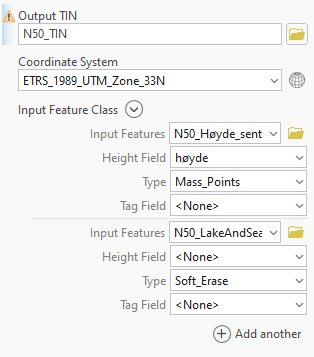 Output TIN
N50_TIN
Coordinate System
ETRS_1989_UTM_Zone_33N
Input Feature Class
Input Features N50_Høyde_sent
Height Field høyde
Type Mass_Points
Tag Field <None>
Input Features N50_LakeAndSea
Height Field <None>
Type Soft_Erase
Tag Field <None>
Add another